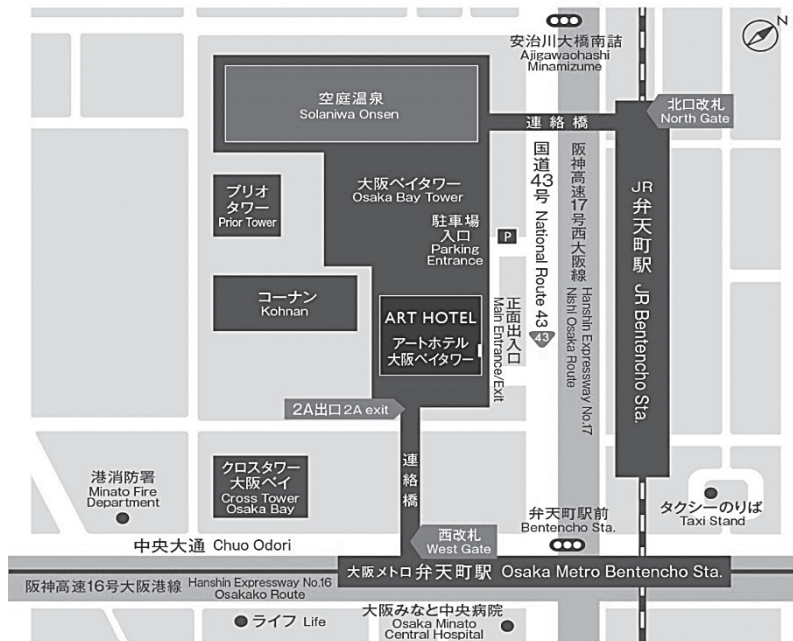 N
安治川大橋南詰
Ajigawaohashi
Minamizume
空庭温泉
Solaniwa Onsen
連絡橋
北口改札
North Gate
プリオ
タワー
Prior Tower
大阪ベイタワー
Osaka Bay Tower
駐車場
入口
Parking
Entrance
P
国道43号 National Route 43
43
阪神高速17号西大阪線
Hanshin Expressway No.17
Nishi Osaka Route
JR 弁天町駅 JR Bentencho Sta.
コーナン
Kohnan
ART HOTEL
アートホテル
大阪ベイタワー
正面出入口
Main Entrance/Exit
2A出口 2A exit
連絡橋
港消防署
Minato Fire
Department
クロスタワー
大阪ベイ
Cross Tower
Osaka Bay
西改札
West Gate
弁天町駅前
Bentencho Sta.
タクシーのりば
Taxi Stand
中央大通 Chuo Odori
大阪メトロ 弁天町駅 Osaka Metro Bentencho Sta.
阪神高速16号大阪港線 Hanshin Expressway No.16
Osakako Route
ライフ Life
大阪みなと中央病院
Osaka Minato
Central Hospital